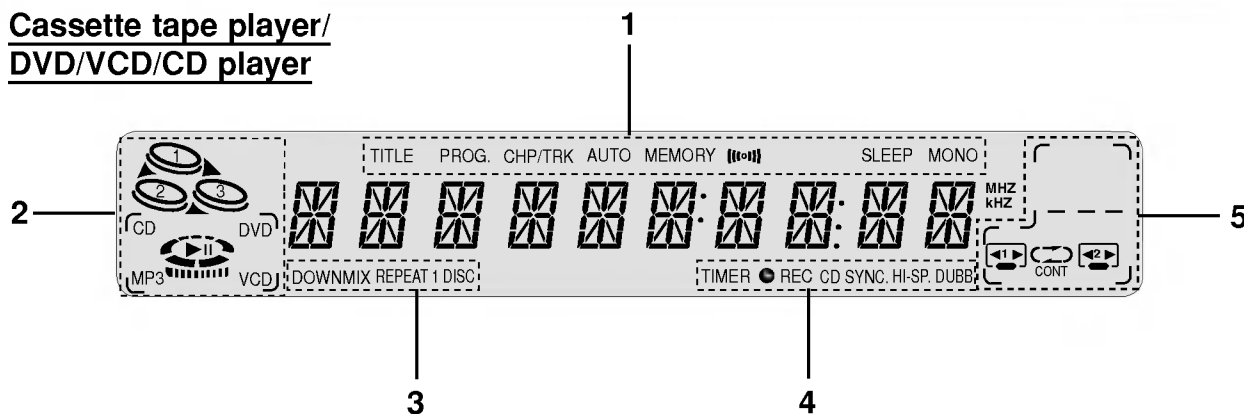 Cassette tape player/
DVD/VCD/CD player
1
TITLE PROG. CHP/TRK AUTO MEMORY SLEEP MONO
1
2 3
MHZ
kHZ
2
5
CD DVD
MP3 VCD
1 2
CONT
DOWNMIX REPEAT 1 DISC
TIMER REC CD SYNC. HI-SP. DUBB
3
4